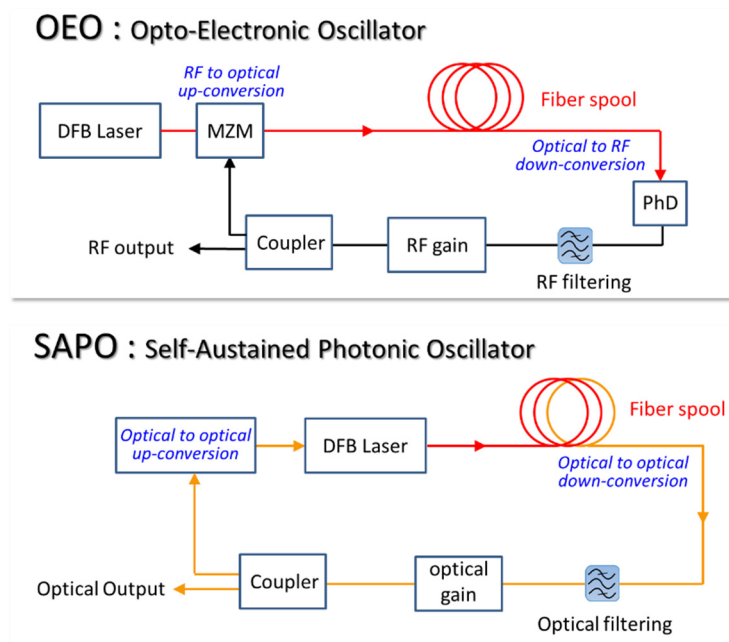 OEO : Opto-Electronic Oscillator
RF to optical
up-conversion
DFB Laser
MZM
Fiber spool
Optical to RF
down-conversion
PhD
RF output
Coupler
RF gain
RF filtering
SAPO : Self-Austained Photonic Oscillator
Optical to optical
up-conversion
DFB Laser
Fiber spool
Optical to optical
down-conversion
Optical Output
Coupler
optical
gain
Optical filtering